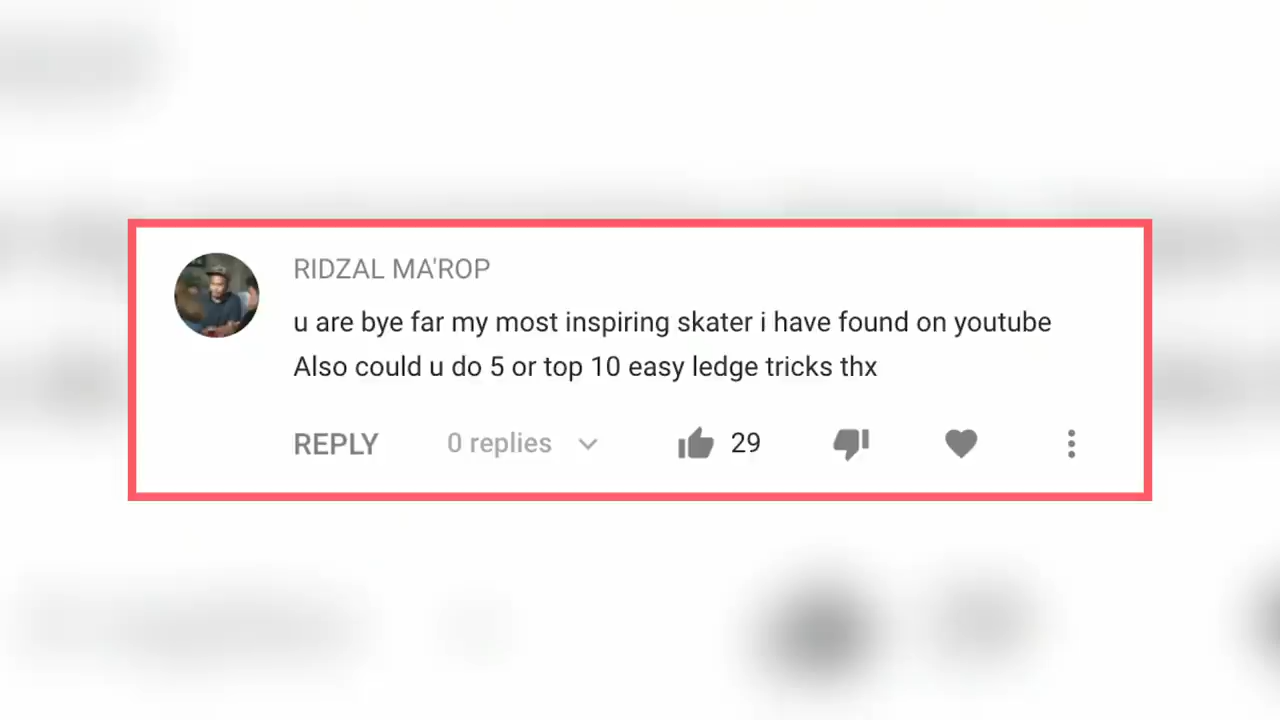 RIDZAL MA'ROP
u are bye far my most inspiring skater i have found on youtube
Also could u do 5 or top 10 easy ledge tricks thx
REPLY 0 replies 29